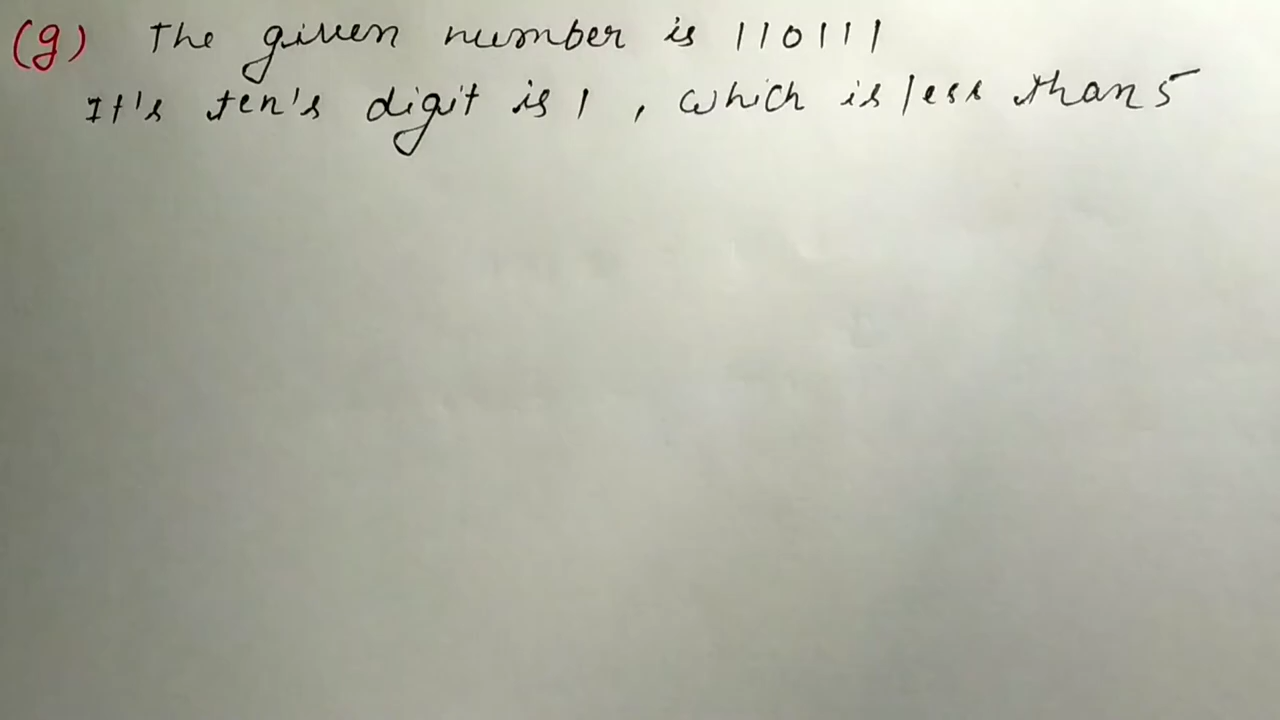 (g) The given number is 110111
It's ten's digit is 1, which is less than 5